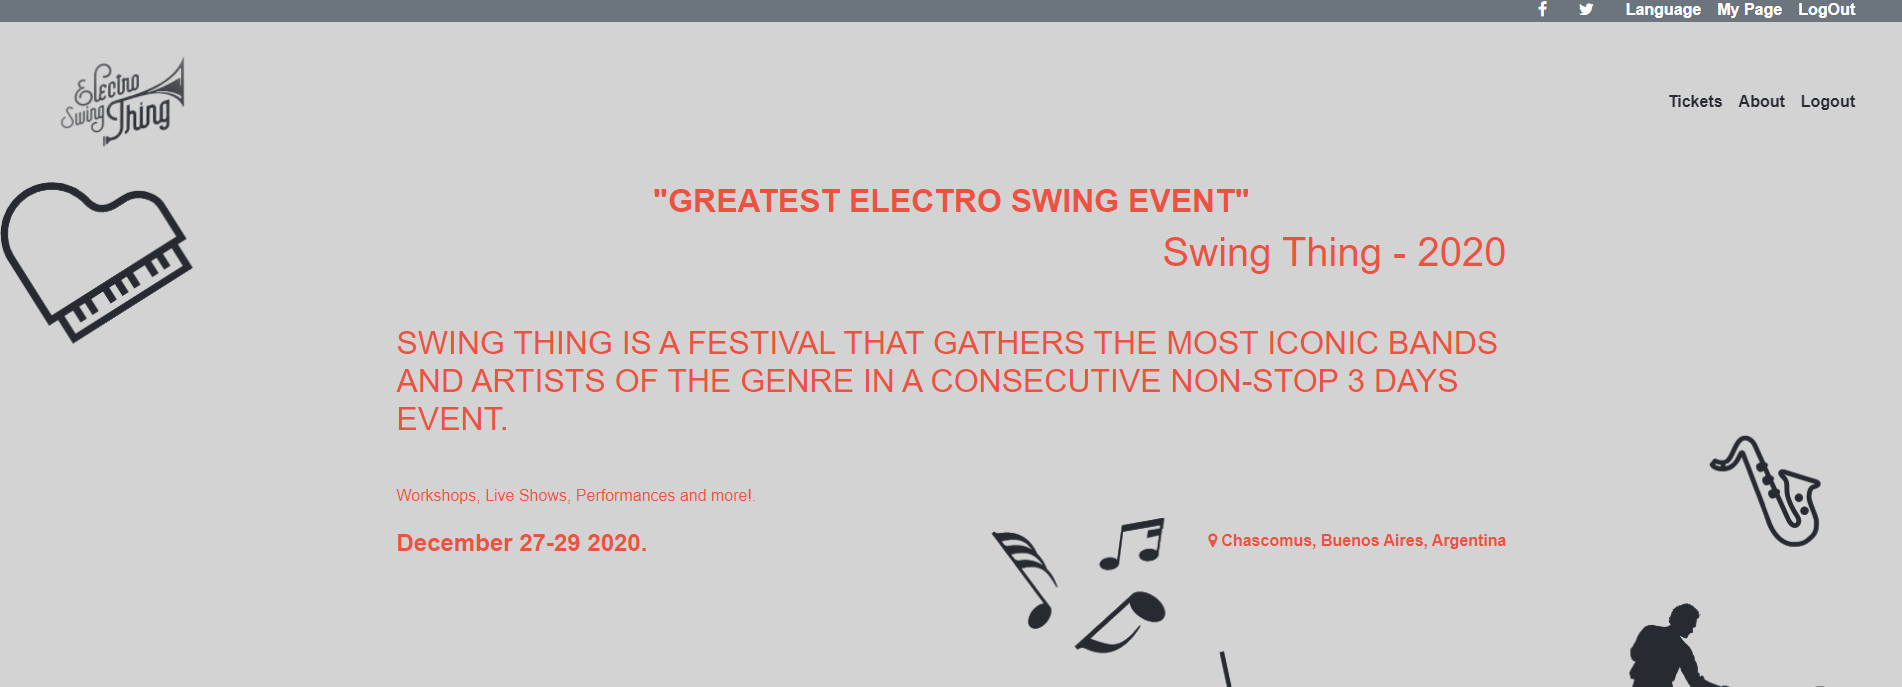 Language My Page LogOut
Electro
Swing Thing
Tickets About Logout
"GREATEST ELECTRO SWING EVENT"
Swing Thing - 2020
SWING THING IS A FESTIVAL THAT GATHERS THE MOST ICONIC BANDS
AND ARTISTS OF THE GENRE IN A CONSECUTIVE NON-STOP 3 DAYS
EVENT.
Workshops, Live Shows, Performances and more!.
December 27-29 2020.
Chascomus, Buenos Aires, Argentina